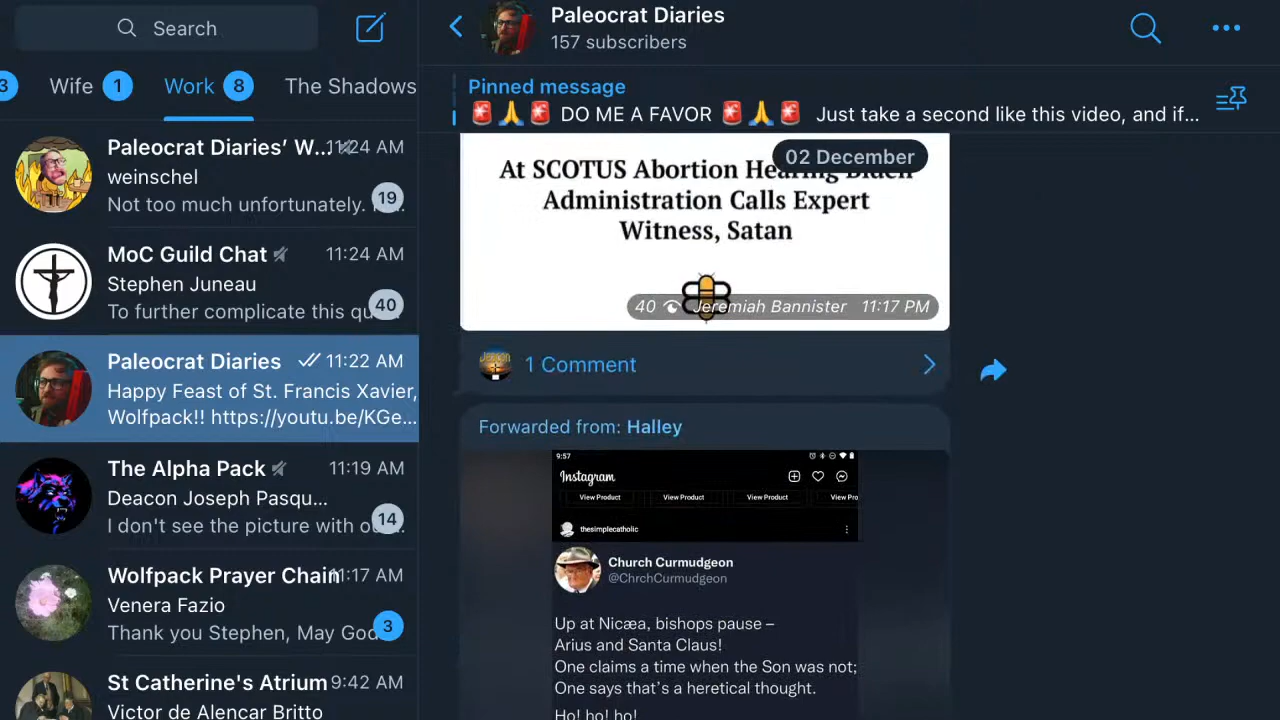 Search
3
Wife 1
Work 8
The Shadows
Paleocrat Diaries' W... 11:24 AM
weinschel
Not too much unfortunately. 19
MoC Guild Chat 11:24 AM
Stephen Juneau
To further complicate this qu 40
Paleocrat Diaries 11:22 AM
Happy Feast of St. Francis Xavier,
Wolfpack!! https://youtu.be/KGe...
The Alpha Pack 11:19 AM
Deacon Joseph Pasqu...
I don't see the picture with o 14
Wolfpack Prayer Chain 11:17 AM
Venera Fazio
Thank you Stephen, May God 3
St Catherine's Atrium 9:42 AM
Victor de Alencar Britto
Paleocrat Diaries
157 subscribers
Pinned message
🚨🙏🚨 DO ME A FAVOR 🚨🙏🚨 Just take a second like this video, and if...
02 December
At SCOTUS Abortion Hearing Biden
Administration Calls Expert
Witness, Satan
40 Jeremiah Bannister 11:17 PM
1 Comment
Forwarded from: Halley
9:57
Instagram
View Product View Product View Product View Pro
thesimplecatholic
Church Curmudgeon
@ChrchCurmudgeon
Up at Nicæa, bishops pause –
Arius and Santa Claus!
One claims a time when the Son was not;
One says that's a heretical thought.
Ho! ho! ho!